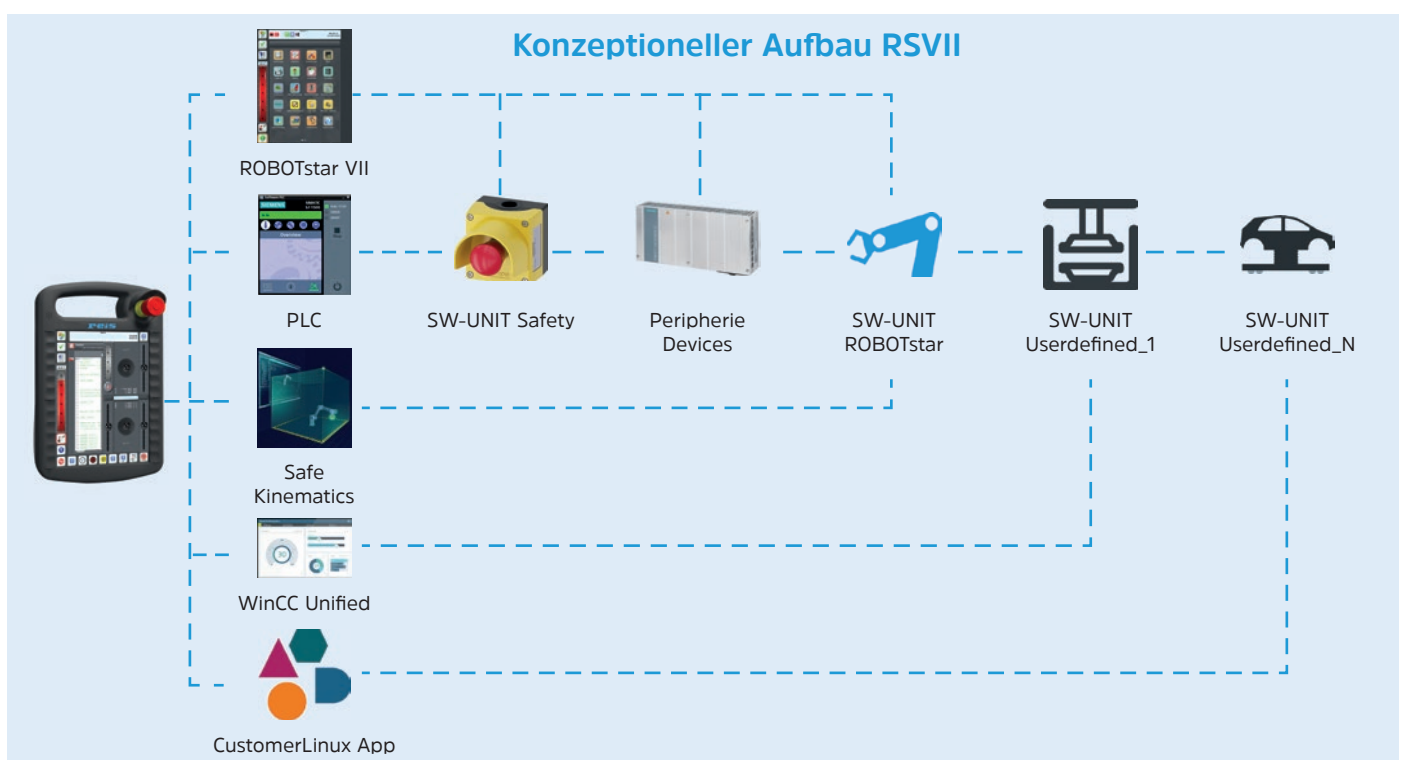 Konzeptioneller Aufbau RSVII
ROBOTstar VII
PLC
SW-UNIT Safety
Peripherie
Devices
SW-UNIT
ROBOTstar
SW-UNIT
Userdefined_1
SW-UNIT
Userdefined_N
Safe
Kinematics
30
WinCC Unified
CustomerLinux App